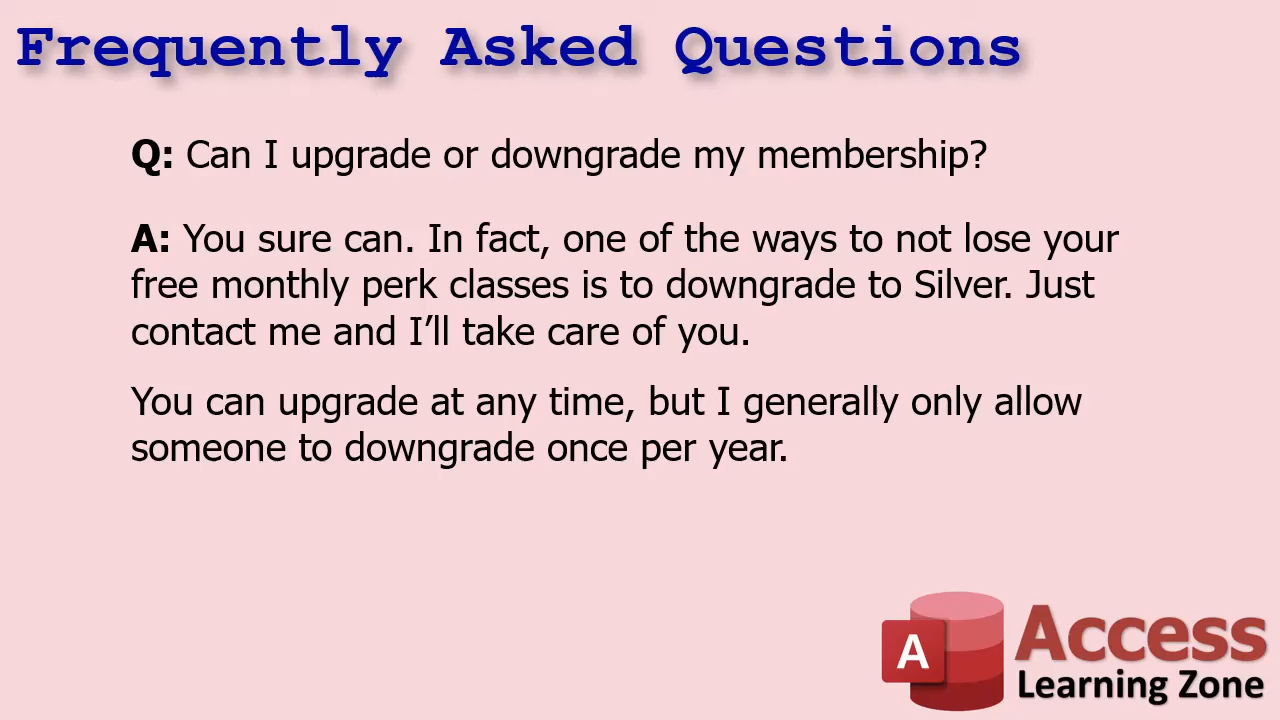 Frequently Asked Questions
Q: Can I upgrade or downgrade my membership?
A: You sure can. In fact, one of the ways to not lose your
free monthly perk classes is to downgrade to Silver. Just
contact me and I’ll take care of you.
You can upgrade at any time, but I generally only allow
someone to downgrade once per year.
A
Access
Learning Zone